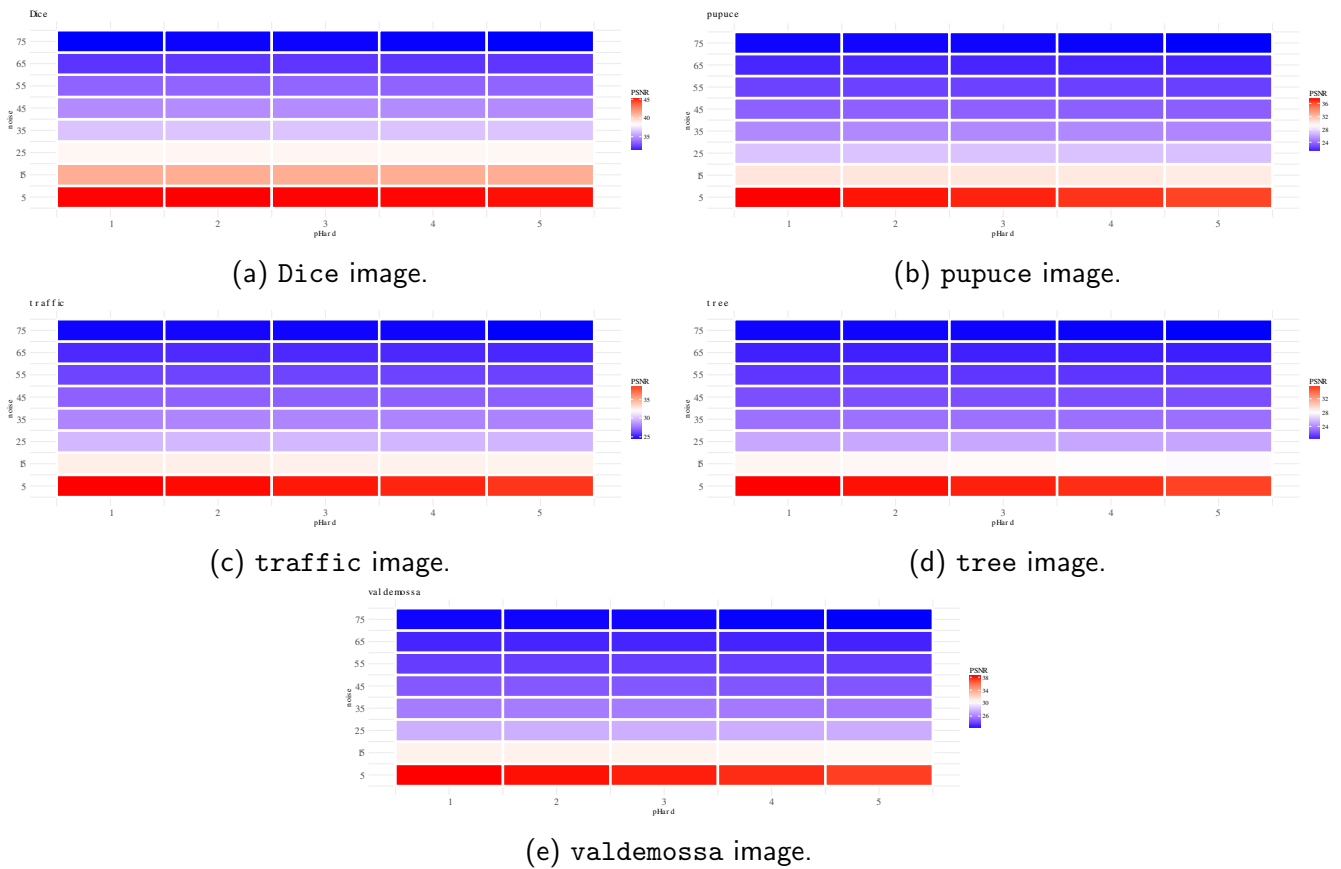 Dice
75
65
55
45
35
25
15
5
noise
1 2 3 4 5
pHard
PSNR
45
40
35
(a) Dice image.
pupuce
75
65
55
45
35
25
15
5
noise
1 2 3 4 5
pHard
PSNR
36
32
28
24
(b) pupuce image.
traffic
75
65
55
45
35
25
15
5
noise
1 2 3 4 5
pHard
PSNR
35
30
25
(c) traffic image.
tree
75
65
55
45
35
25
15
5
noise
1 2 3 4 5
pHard
PSNR
32
28
24
(d) tree image.
valdemossa
75
65
55
45
35
25
15
5
noise
1 2 3 4 5
pHard
PSNR
38
34
30
26
(e) valdemossa image.